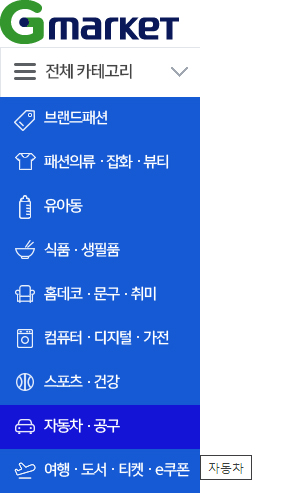 Gmarket
전체 카테고리
브랜드패션
패션의류 · 잡화 · 뷰티
유아동
식품 · 생필품
홈데코 · 문구 · 취미
컴퓨터 · 디지털 · 가전
스포츠 · 건강
자동차 · 공구
여행 · 도서 · 티켓 · e쿠폰
자동차